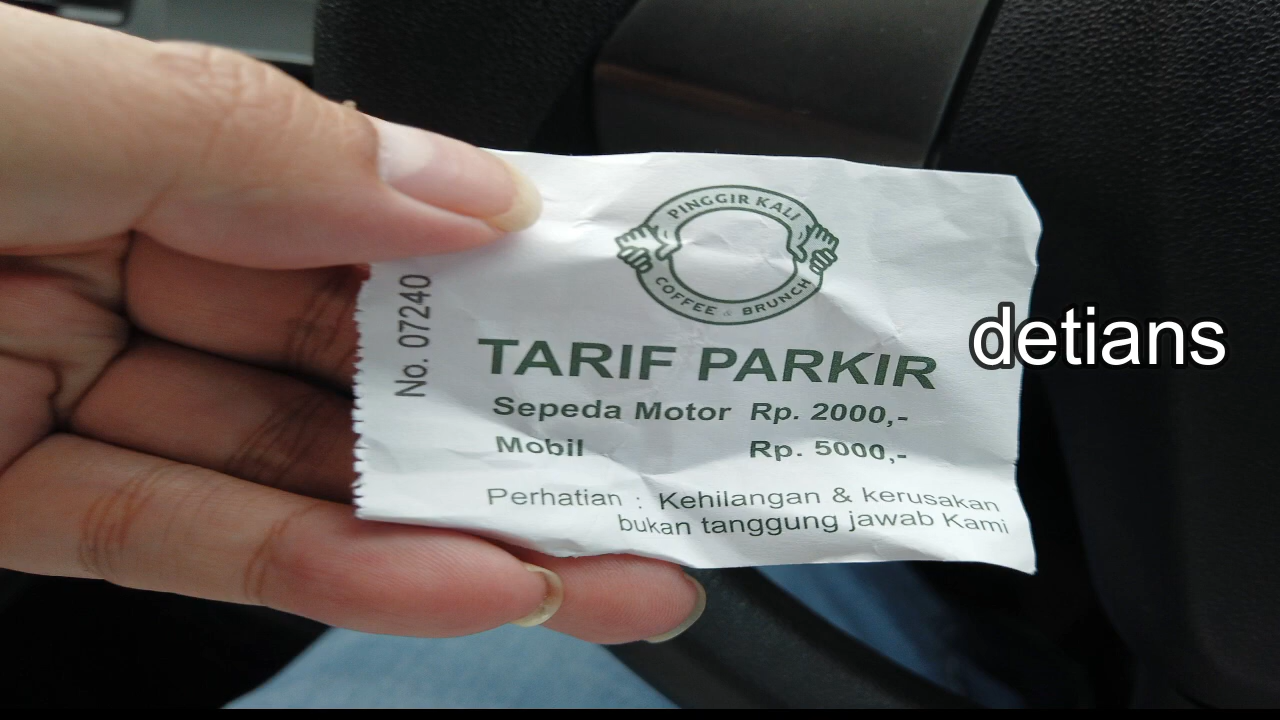 PINGGIR KALI
COFFEE & BRUNCH
No. 07240
TARIF PARKIR
Sepeda Motor Rp. 2000,-
Mobil Rp. 5000,-
Perhatian : Kehilangan & kerusakan
bukan tanggung jawab Kami
detians